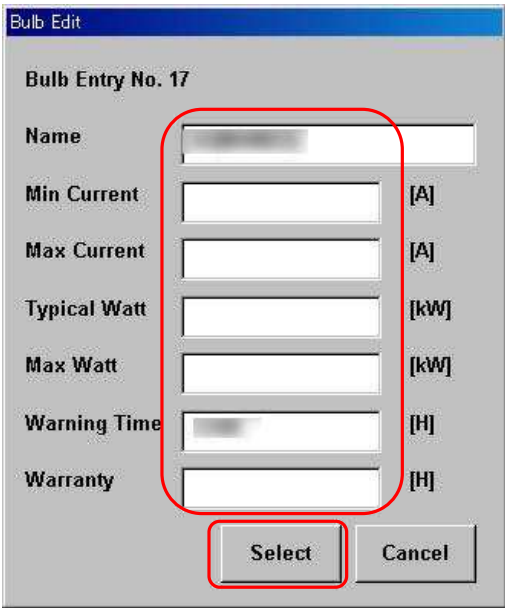 Bulb Edit
Bulb Entry No. 17
Name
Min Current [A]
Max Current [A]
Typical Watt [kW]
Max Watt [kW]
Warning Time [H]
Warranty [H]
Select Cancel